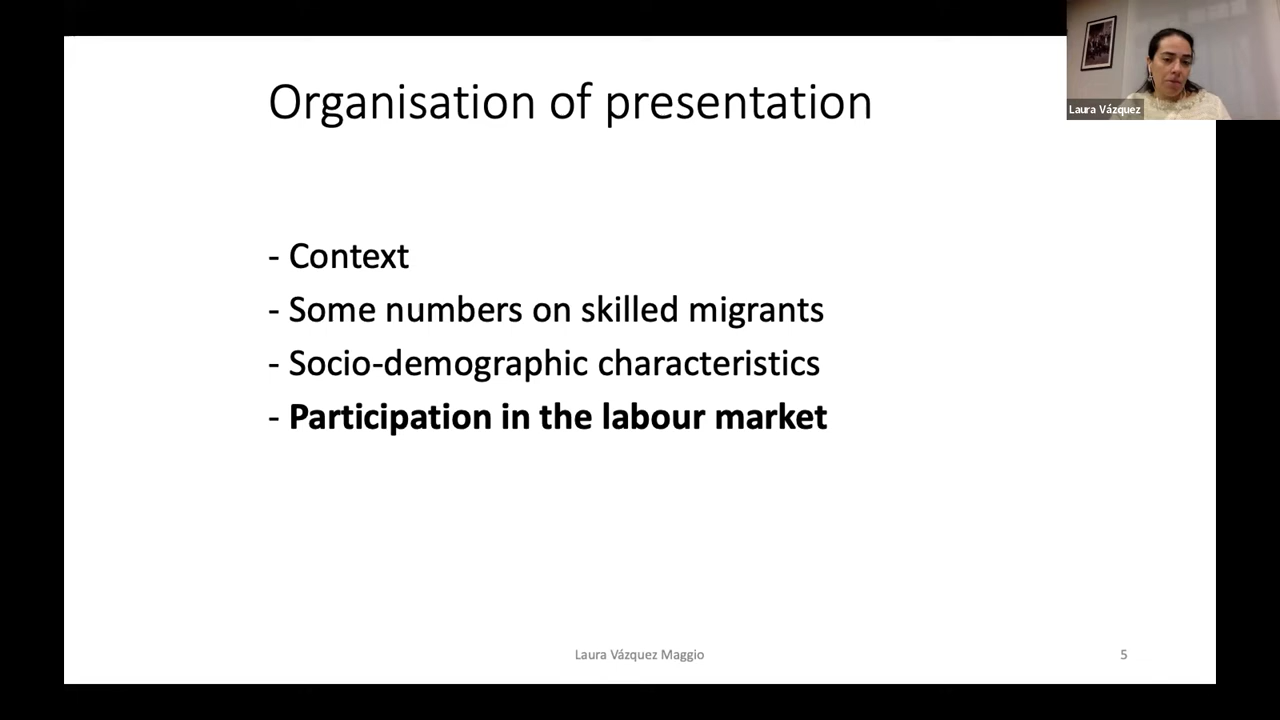 Organisation of presentation
Laura Vázquez
- Context
- Some numbers on skilled migrants
- Socio-demographic characteristics
- Participation in the labour market
Laura Vázquez Maggio
5